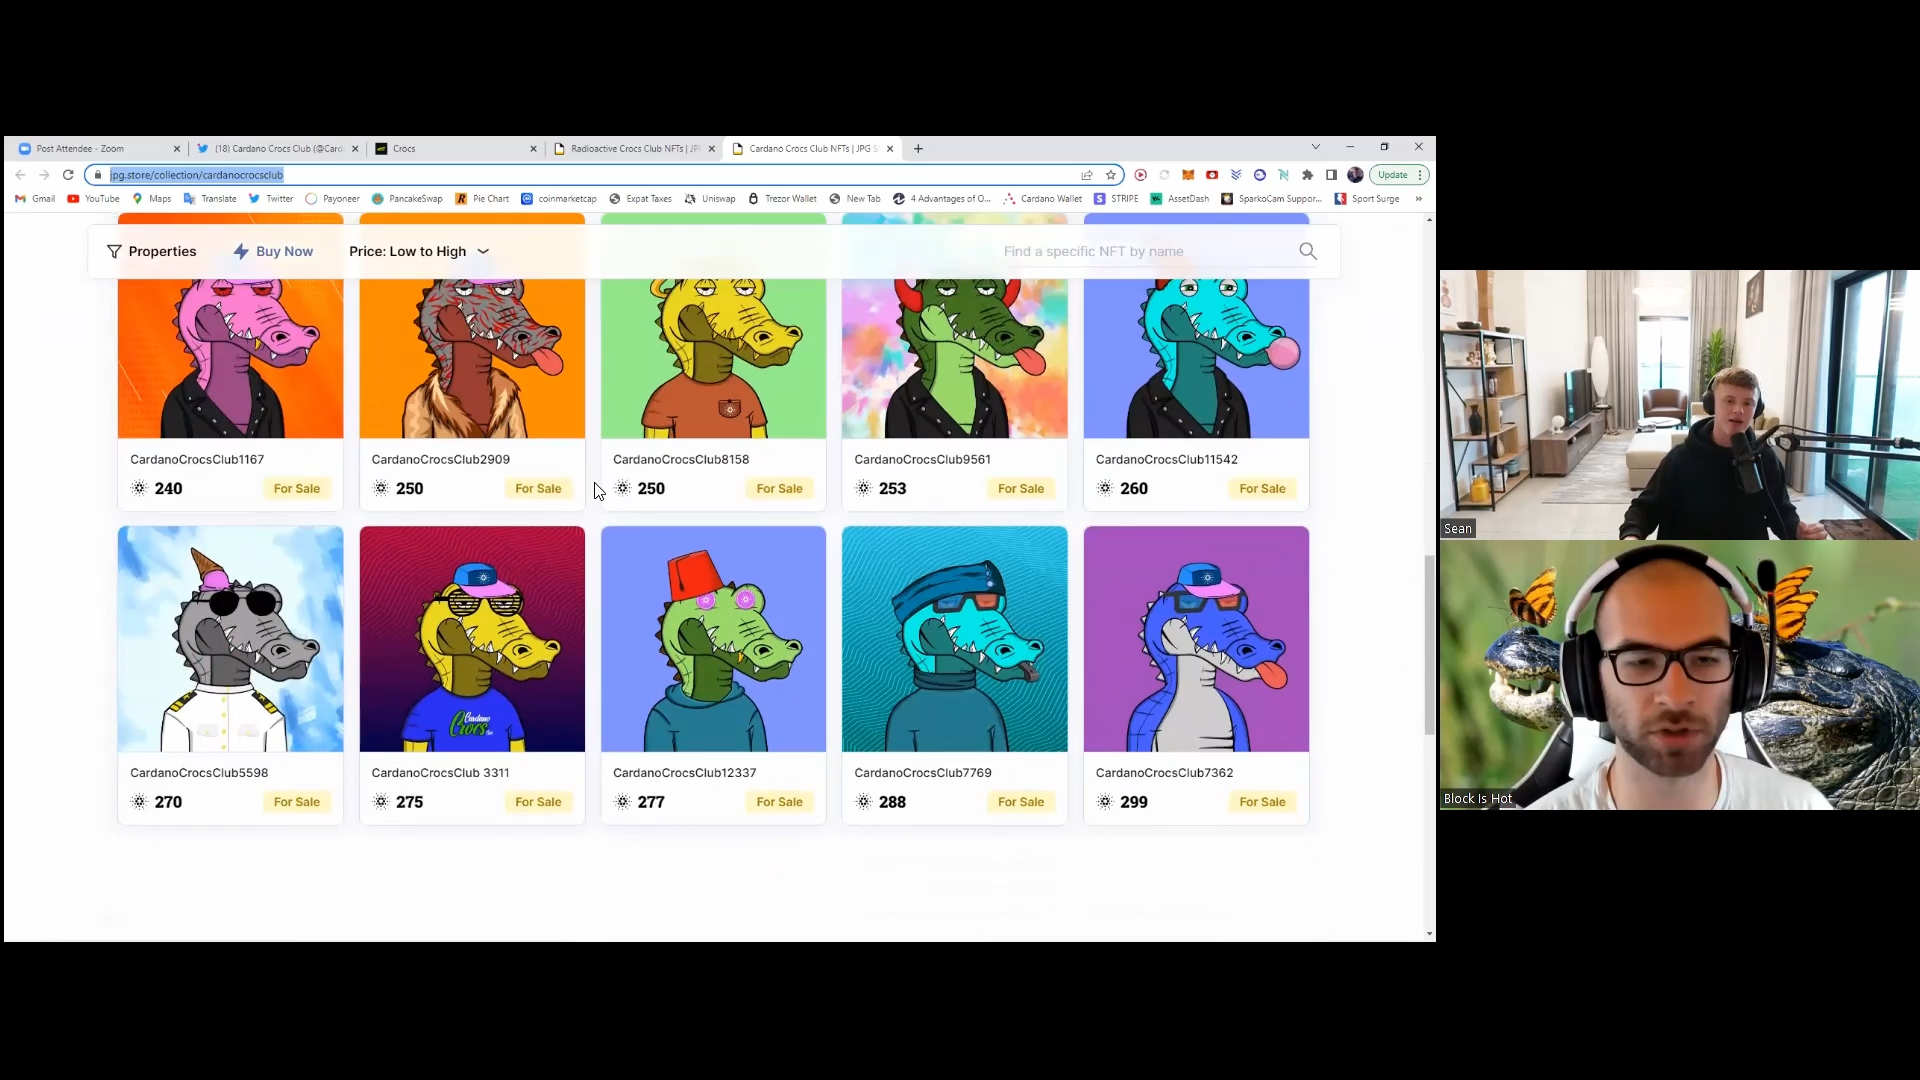 Post Attendee - Zoom
(18) Cardano Crocs Club (@Card
Crocs
Radioactive Crocs Club NFTs | JP
Cardano Crocs Club NFTs | JPG S
jpg.store/collection/cardanocrocsclub
Update
Gmail YouTube Maps Translate Twitter Payoneer PancakeSwap Pie Chart coinmarketcap Expat Taxes Uniswap Trezor Wallet New Tab 4 Advantages of O... Cardano Wallet STRIPE AssetDash SparkoCam Suppor... Sport Surge »
Properties Buy Now Price: Low to High Find a specific NFT by name
CardanoCrocsClub1167 CardanoCrocsClub2909 CardanoCrocsClub8158 CardanoCrocsClub9561 CardanoCrocsClub11542
240 For Sale 250 For Sale 250 For Sale 253 For Sale 260 For Sale
Cardano
Crocs
CardanoCrocsClub5598 CardanoCrocsClub 3311 CardanoCrocsClub12337 CardanoCrocsClub7769 CardanoCrocsClub7362
270 For Sale 275 For Sale 277 For Sale 288 For Sale 299 For Sale
Sean
Block Is Hot